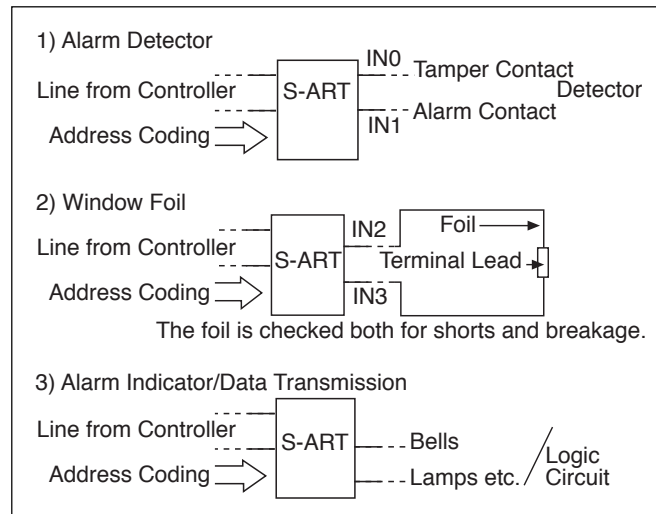 1) Alarm Detector
IN0
Tamper Contact
Line from Controller
S-ART
Detector
Alarm Contact
Address Coding
IN1
2) Window Foil
IN2
Foil
Line from Controller
S-ART
Terminal Lead
Address Coding
IN3
The foil is checked both for shorts and breakage.
3) Alarm Indicator/Data Transmission
Line from Controller
S-ART
Bells
Logic
Address Coding
Lamps etc.
Circuit